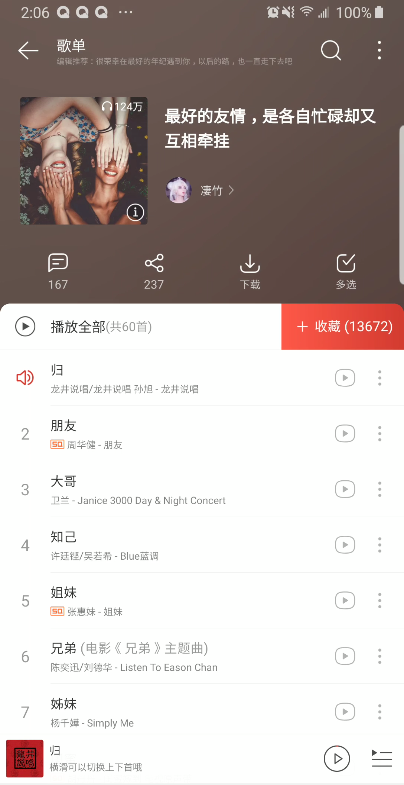 2:06
100%
歌单
编辑推荐：很荣幸在最好的年纪遇到你，以后的路，也一直走下去吧
124万
最好的友情，是各自忙碌却又
互相牵挂
凄竹
167
237
下载
多选
播放全部(共60首)
+ 收藏 (13672)
归
龙井说唱/龙井说唱 孙旭 - 龙井说唱
2
朋友
SQ 周华健 - 朋友
3
大哥
卫兰 - Janice 3000 Day & Night Concert
4
知己
许廷铿/吴若希 - Blue蓝调
5
姐妹
SQ 张惠妹 - 姐妹
6
兄弟 (电影《兄弟》主题曲)
陈奕迅/刘德华 - Listen To Eason Chan
7
姊妹
杨千嬅 - Simply Me
归
横滑可以切换上下首哦